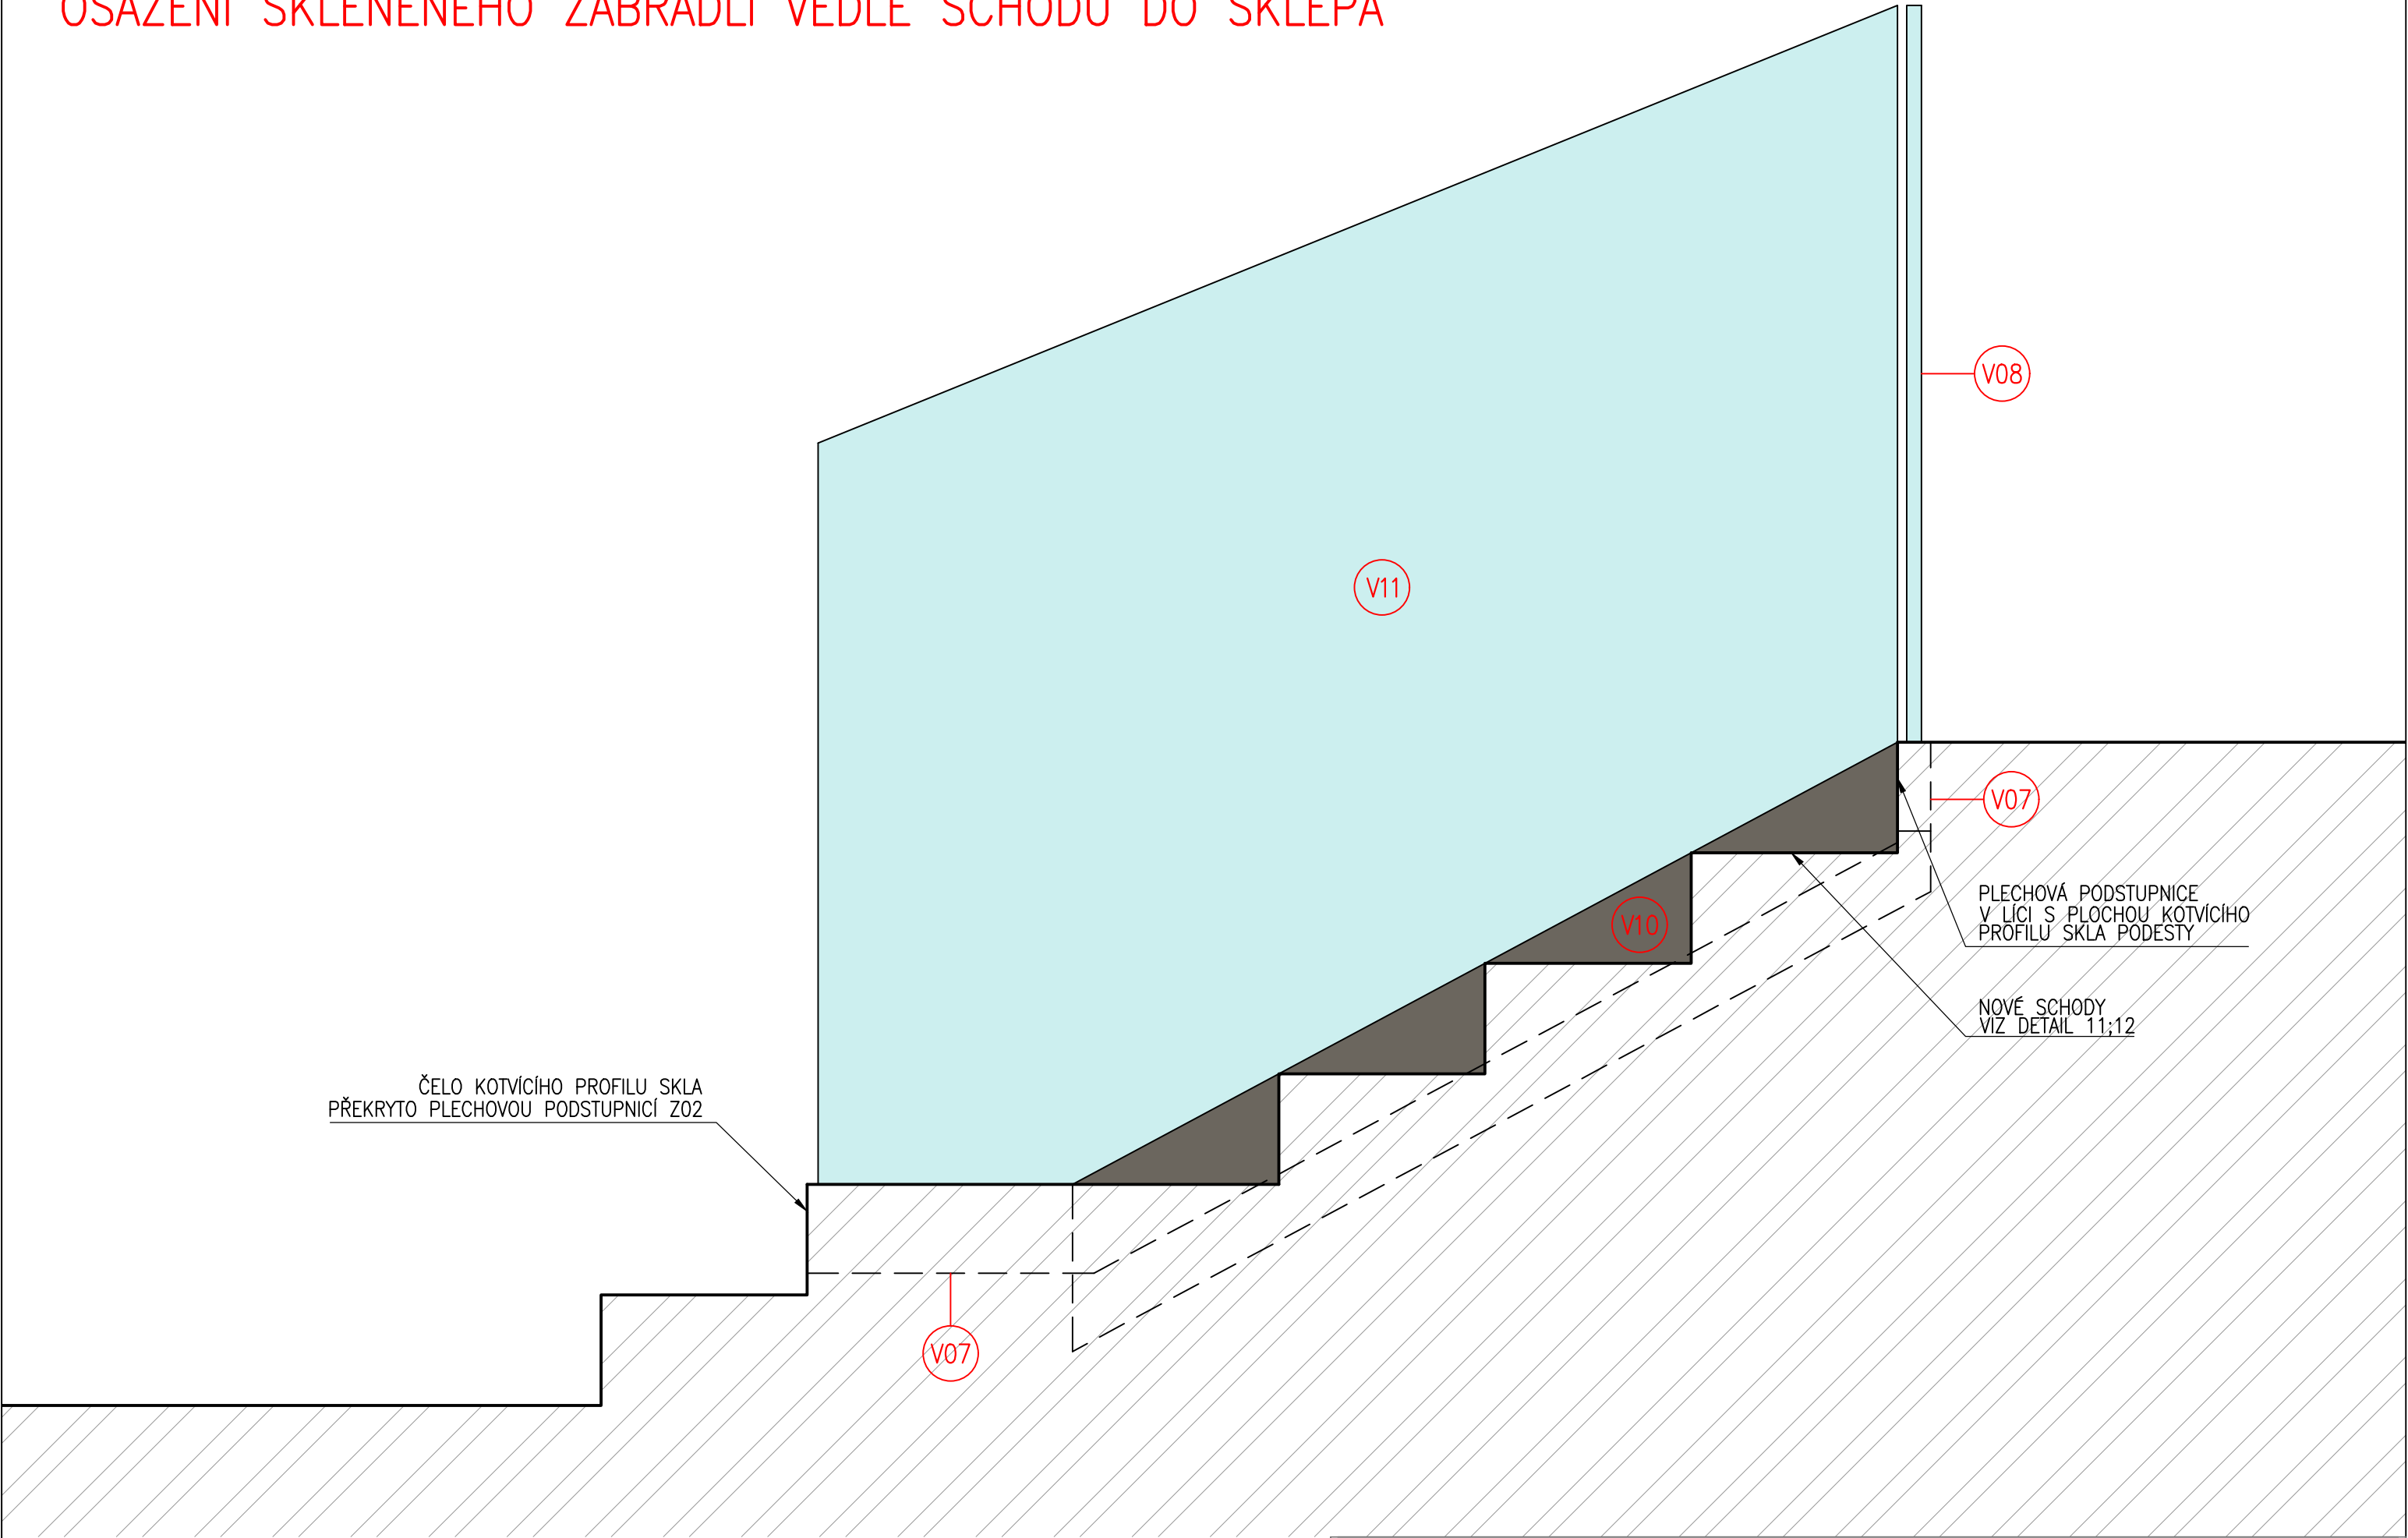 OSAZENÍ SKLENĚNÉHO ZÁBRADLÍ VEDLE SCHODŮ DO SKLEPA
V08
V11
V07
PLECHOVÁ PODSTUPNICE
V LÍCI S PLOCHOU KOTVÍCÍHO
PROFILU SKLA PODESTY
V10
NOVÉ SCHODY
VIZ DETAIL 11;12
ČELO KOTVÍCÍHO PROFILU SKLA
PŘEKRYTO PLECHOVOU PODSTUPNICÍ Z02
V07